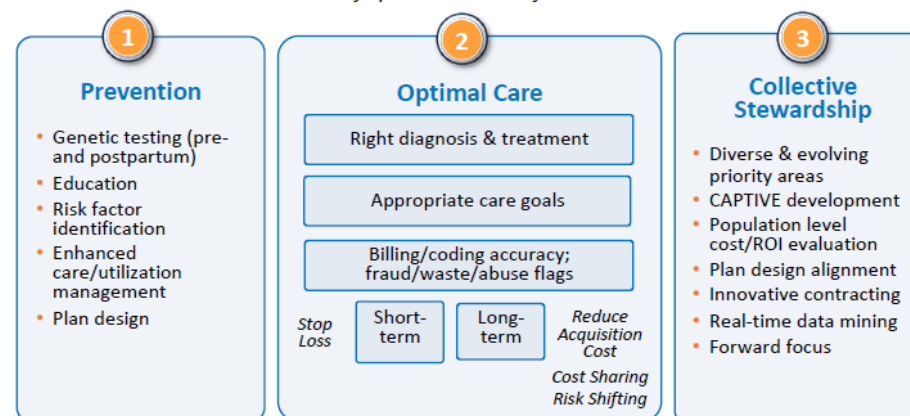 1
Prevention
• Genetic testing (pre-
and postpartum)
• Education
• Risk factor
identification
• Enhanced
care/utilization
management
• Plan design
2
Optimal Care
Right diagnosis & treatment
Appropriate care goals
Billing/coding accuracy;
fraud/waste/abuse flags
Stop
Loss
Short-
term
Long-
term
Reduce
Acquisition
Cost
Cost Sharing
Risk Shifting
3
Collective
Stewardship
• Diverse & evolving
priority areas
• CAPTIVE development
• Population level
cost/ROI evaluation
• Plan design alignment
• Innovative contracting
• Real-time data mining
• Forward focus